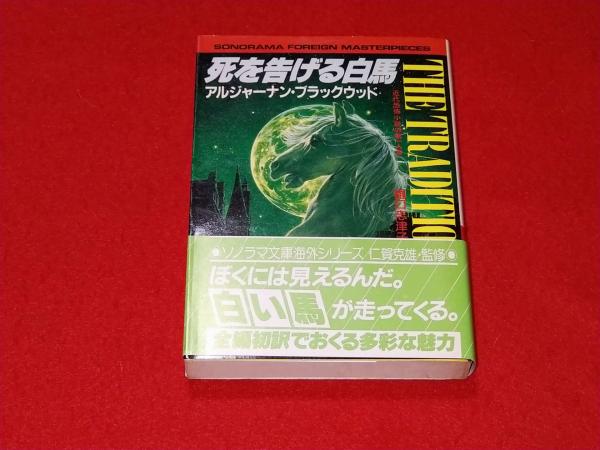 SONORAMA FOREIGN MASTERPIECES
死を告げる白馬
アルジャーナン・ブラックウッド
THE TRADITIO
●ソノラマ文庫海外シリーズ 仁賀克雄・監修●
ぼくには見えるんだ。
白い馬が走ってくる。
全編初訳でおくる多彩な魅力